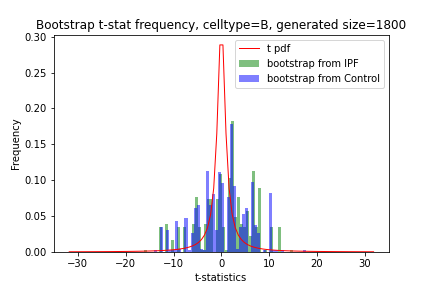 Bootstrap t-stat frequency, celltype=B, generated size=1800
0.30
0.25
0.20
0.15
0.10
0.05
0.00
Frequency
t pdf
bootstrap from IPF
bootstrap from Control
−30 −20 −10 0 10 20 30
t-statistics